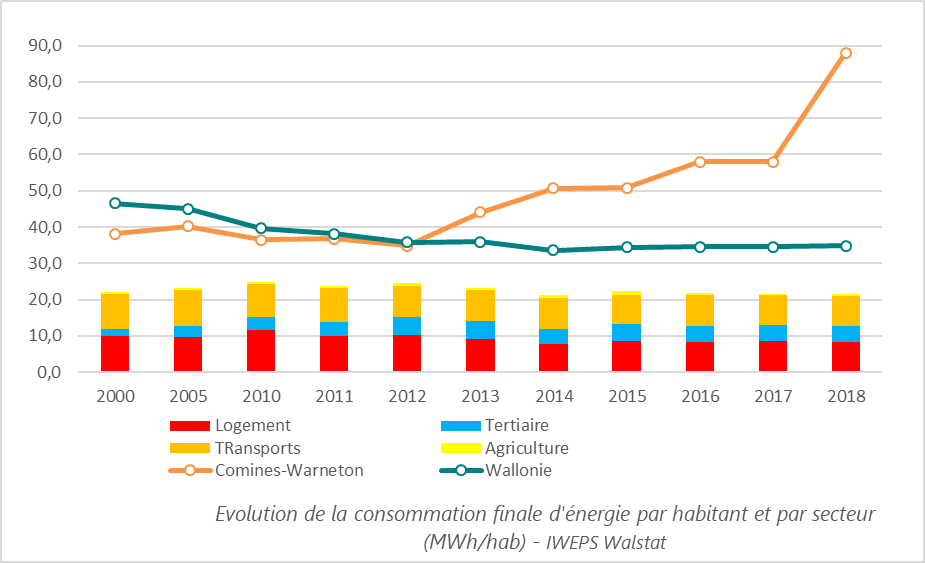 90,0
80,0
70,0
60,0
50,0
40,0
30,0
20,0
10,0
0,0
2000 2005 2010 2011 2012 2013 2014 2015 2016 2017 2018
Logement Tertiaire
TRansports Agriculture
Comines-Warneton Wallonie
Evolution de la consommation finale d'énergie par habitant et par secteur
(MWh/hab) - IWEPS Walstat